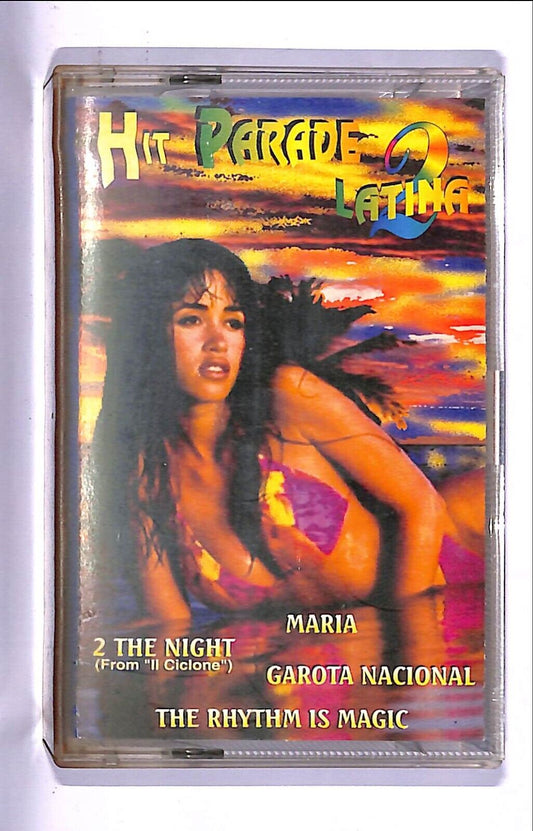 HIT PARADE 2
LATINA
MARIA
2 THE NIGHT
(From "Il Ciclone")
GAROTA NACIONAL
THE RHYTHM IS MAGIC